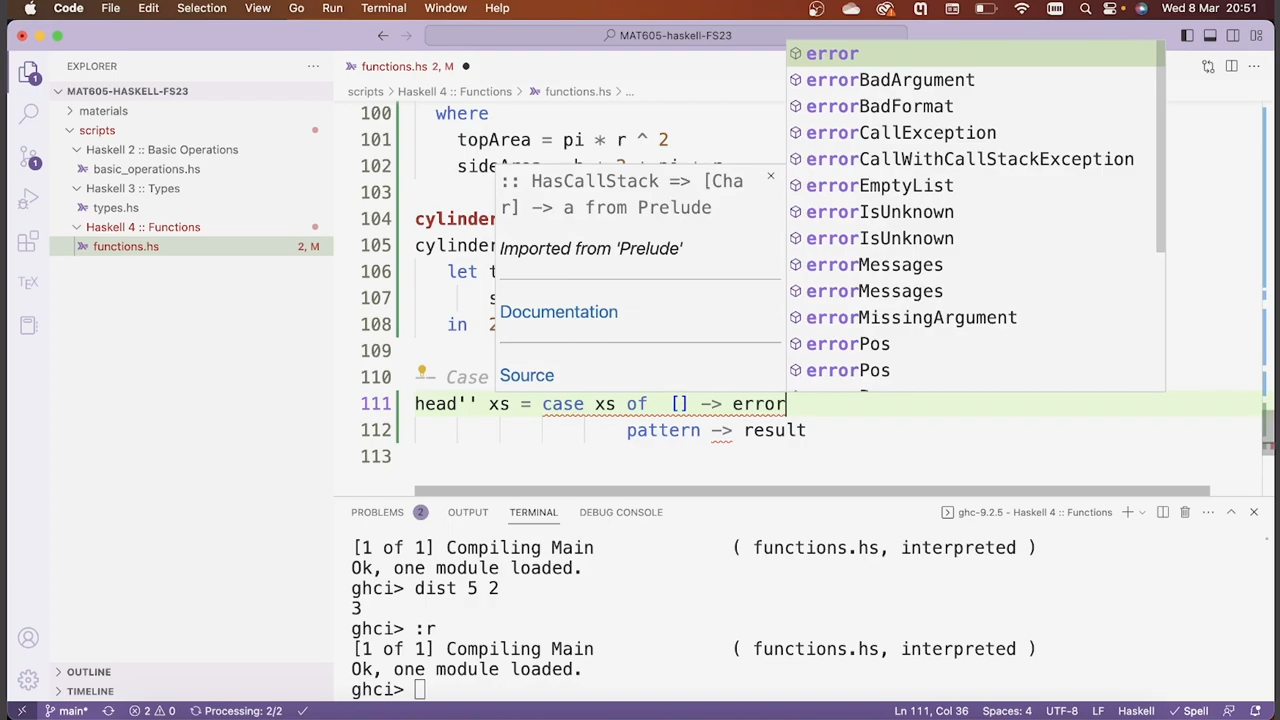 Code File Edit Selection View Go Run Terminal Window Help Wed 8 Mar 20:51
MAT605-haskell-FS23
EXPLORER
MAT605-HASKELL-FS23
materials
scripts
Haskell 2 :: Basic Operations
basic_operations.hs
Haskell 3 :: Types
types.hs
Haskell 4 :: Functions
functions.hs 2, M
OUTLINE
TIMELINE
functions.hs 2, M
scripts > Haskell 4 :: Functions > functions.hs > ...
100 where
101 topArea = pi * r ^ 2
102
103
104 cylinder
105 cylinder
106 let t
107 s
108 in 2
109
110 -- Case
111 head'' xs = case xs of [] -> error
112 pattern -> result
113
:: HasCallStack => [Cha
r] -> a from Prelude
Imported from 'Prelude'
Documentation
Source
error
errorBadArgument
errorBadFormat
errorCallException
errorCallWithCallStackException
errorEmptyList
errorIsUnknown
errorIsUnknown
errorMessages
errorMessages
errorMissingArgument
errorPos
errorPos
PROBLEMS 2 OUTPUT TERMINAL DEBUG CONSOLE ghc-9.2.5 - Haskell 4 :: Functions
[1 of 1] Compiling Main ( functions.hs, interpreted )
Ok, one module loaded.
ghci> dist 5 2
3
ghci> :r
[1 of 1] Compiling Main ( functions.hs, interpreted )
Ok, one module loaded.
ghci>
main* 2 0 Processing: 2/2 Ln 111, Col 36 Spaces: 4 UTF-8 LF Haskell Spell